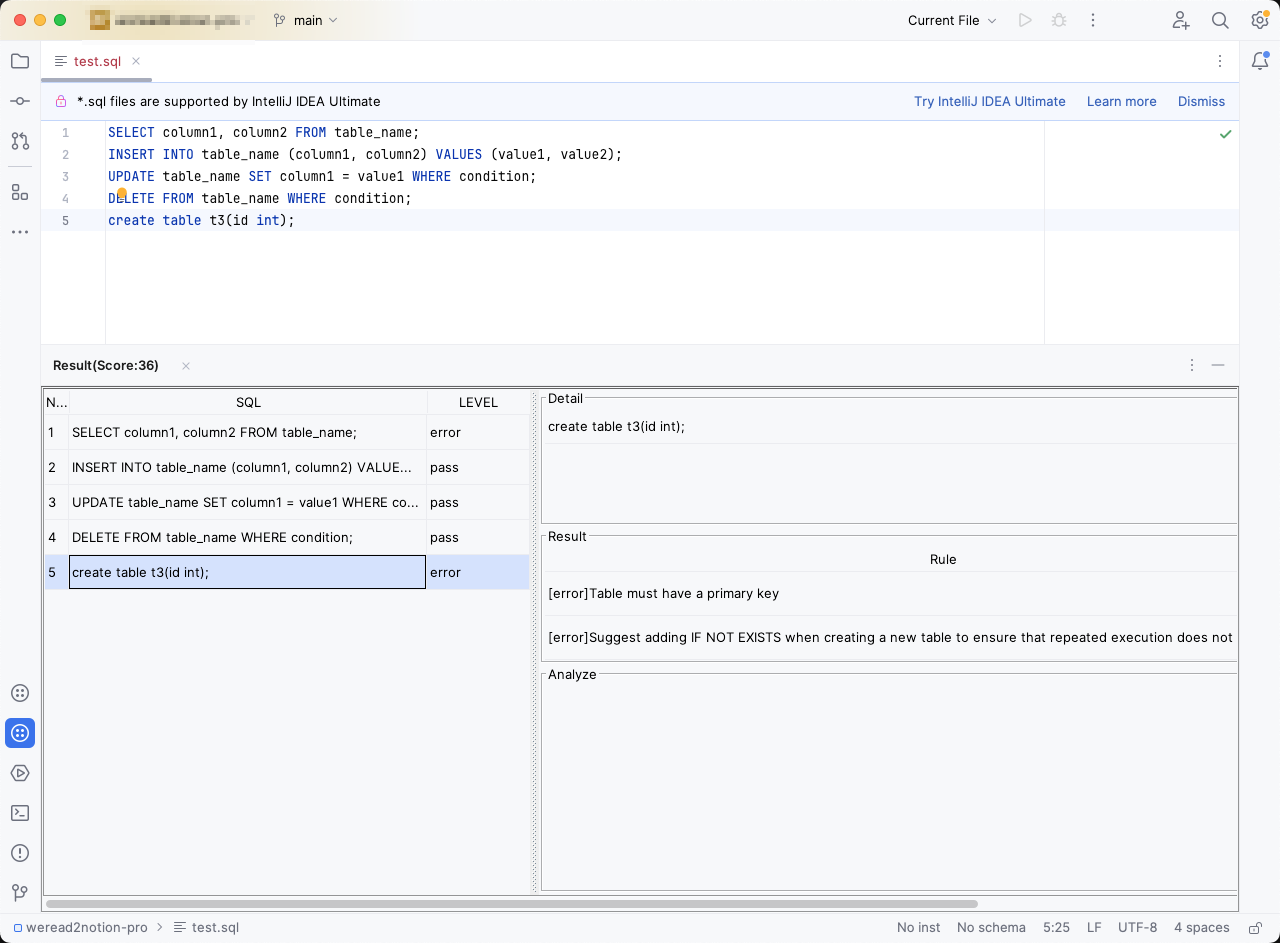 main
Current File
test.sql
*.sql files are supported by IntelliJ IDEA Ultimate
Try IntelliJ IDEA Ultimate
Learn more
Dismiss
1 SELECT column1, column2 FROM table_name;
2 INSERT INTO table_name (column1, column2) VALUES (value1, value2);
3 UPDATE table_name SET column1 = value1 WHERE condition;
4 DELETE FROM table_name WHERE condition;
5 create table t3(id int);
Result(Score:36)
N... SQL LEVEL
1 SELECT column1, column2 FROM table_name; error
2 INSERT INTO table_name (column1, column2) VALUE... pass
3 UPDATE table_name SET column1 = value1 WHERE co... pass
4 DELETE FROM table_name WHERE condition; pass
5 create table t3(id int); error
Detail
create table t3(id int);
Result
Rule
[error]Table must have a primary key
[error]Suggest adding IF NOT EXISTS when creating a new table to ensure that repeated execution does not
Analyze
weread2notion-pro
test.sql
No inst
No schema
5:25
LF
UTF-8
4 spaces